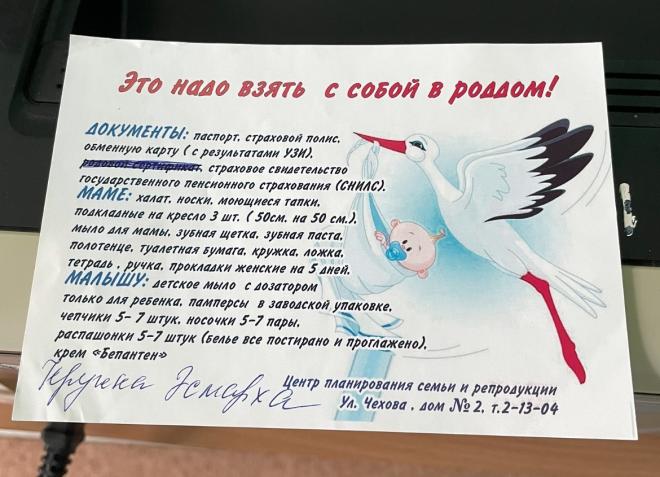 Это надо взять с собой в роддом!
ДОКУМЕНТЫ: паспорт, страховой полис,
обменную карту ( с результатами УЗИ),
родовой сертификат, страховое свидетельство
государственного пенсионного страхования (СНИЛС).
МАМЕ: халат, носки, моющиеся тапки,
подкладные на кресло 3 шт. ( 50см. на 50 см.),
мыло для мамы, зубная щетка, зубная паста,
полотенце, туалетная бумага, кружка, ложка,
тетрадь , ручка, прокладки женские на 5 дней,
МАЛЫШУ: детское мыло с дозатором
только для ребенка, памперсы в заводской упаковке,
чепчики 5- 7 штук, носочки 5-7 пары,
распашонки 5-7 штук (белье все постирано и проглажено),
крем «Бепантен»
Кружка Эсмарха
Центр планирования семьи и репродукции
Ул. Чехова , дом № 2, т.2-13-04